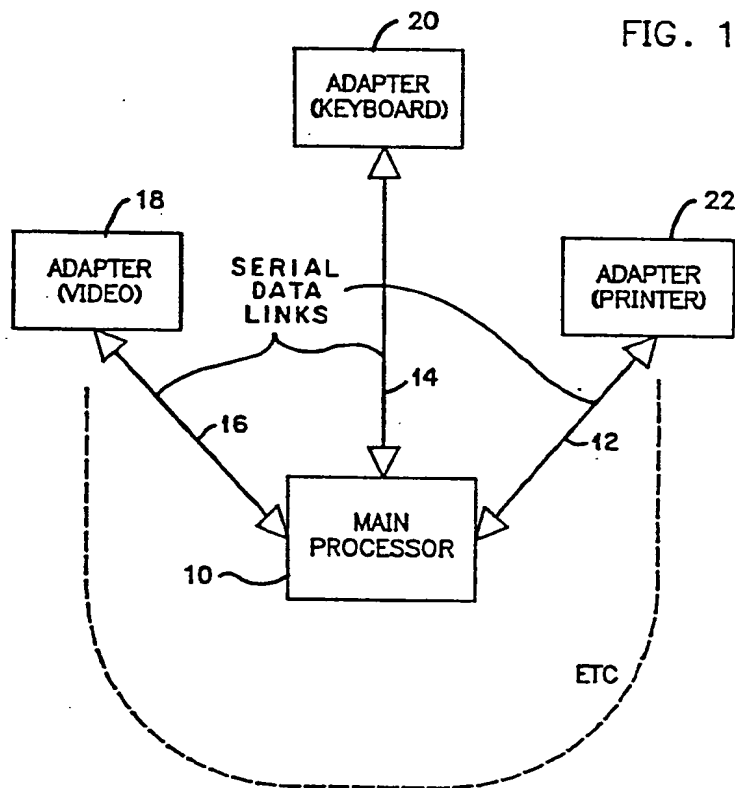 FIG. 1
20
ADAPTER
(KEYBOARD)
18
ADAPTER
(VIDEO)
22
ADAPTER
(PRINTER)
SERIAL
DATA
LINKS
14
16
12
MAIN
PROCESSOR
10
ETC